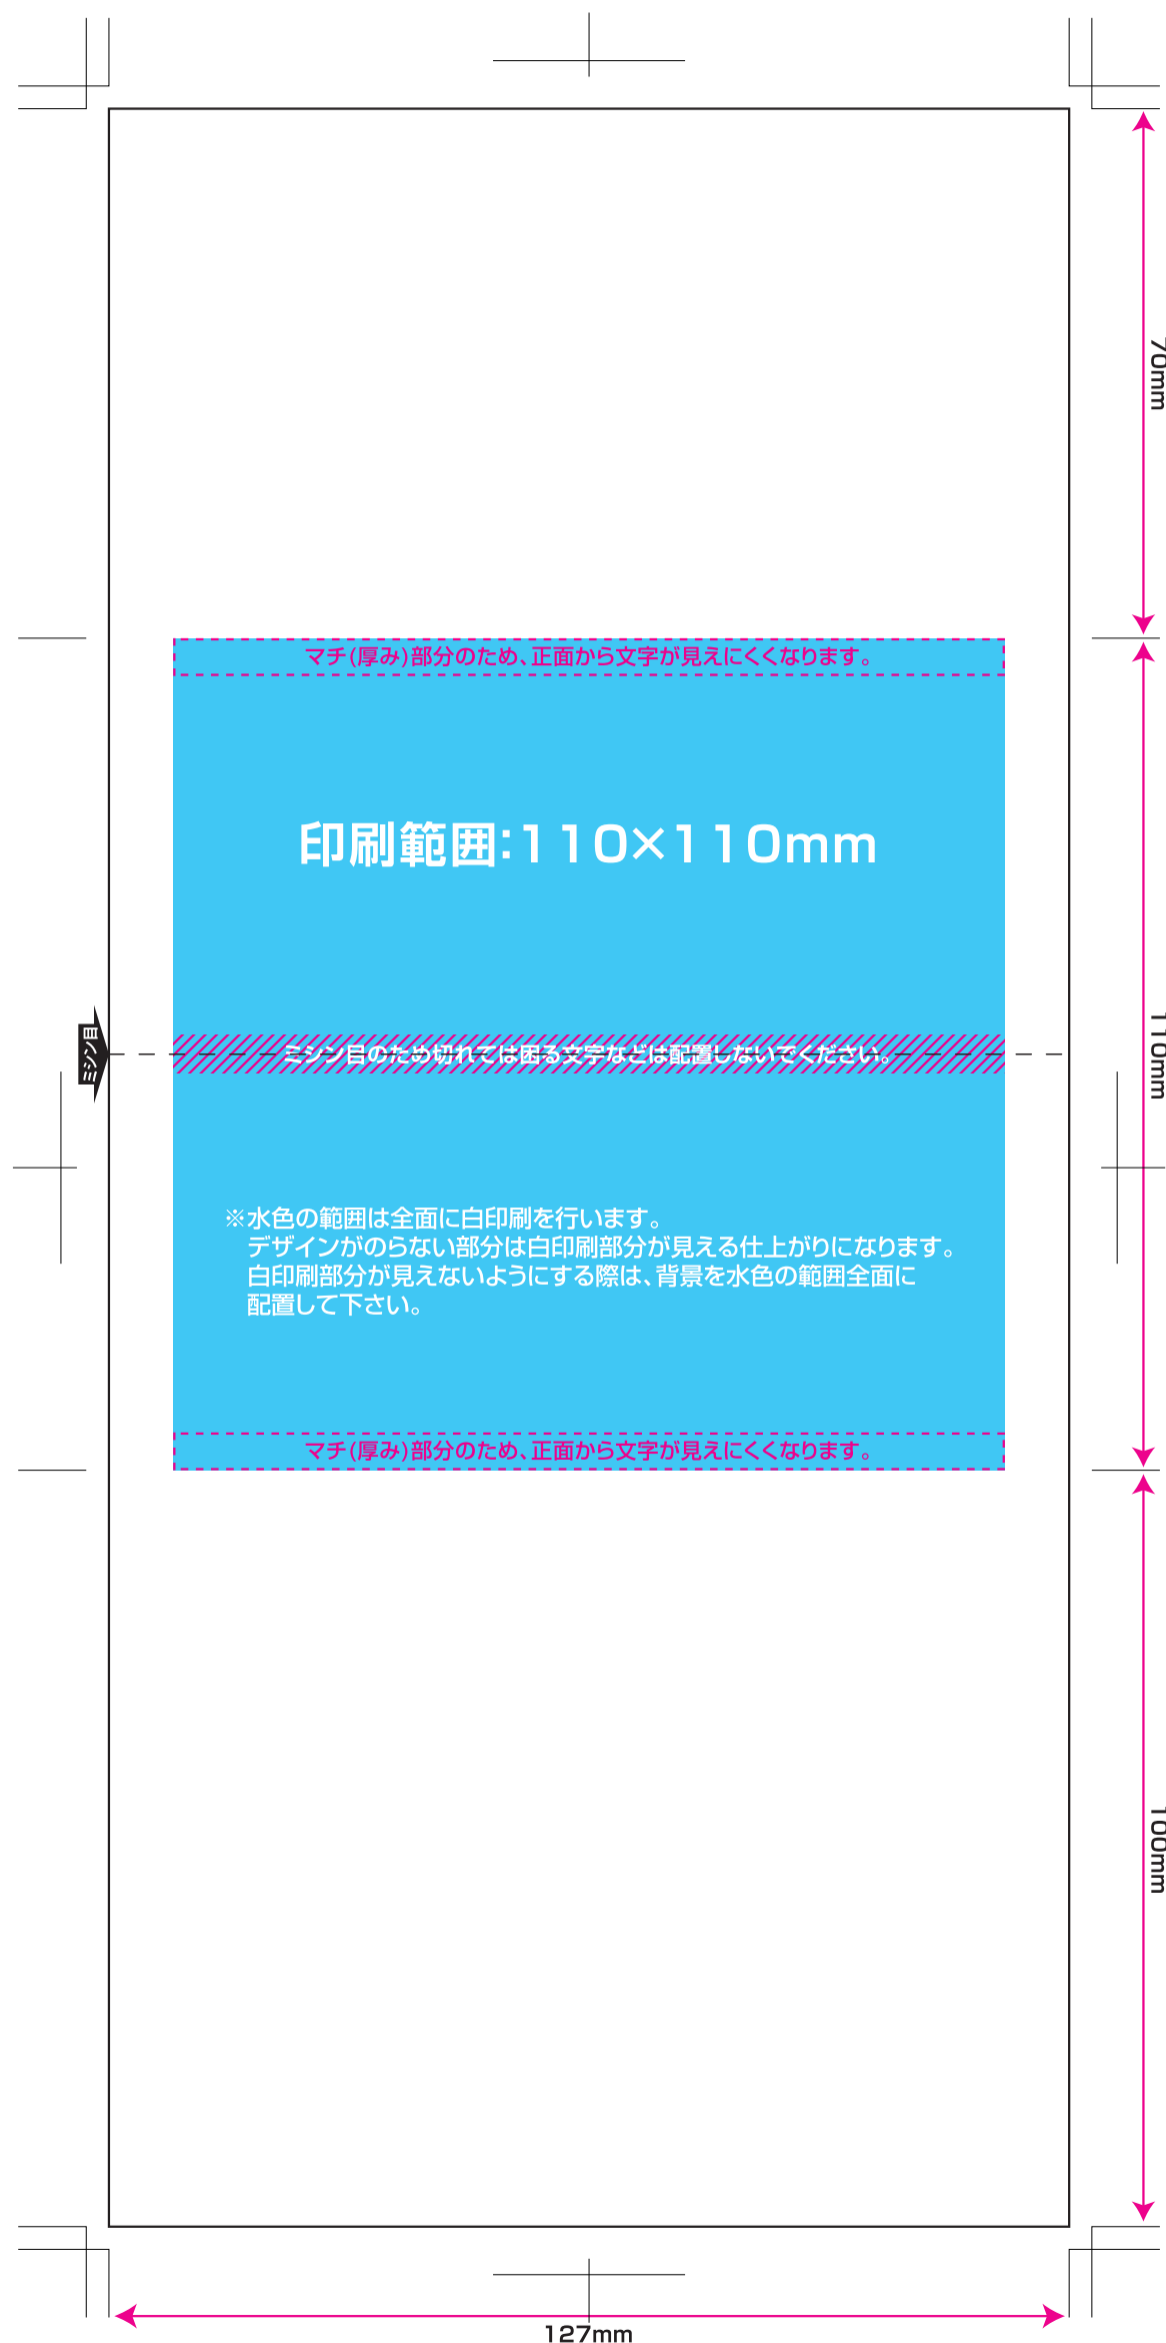 70mm
マチ(厚み)部分のため、正面から文字が見えにくくなります。
印刷範囲:110×110mm
ミシン目
ミシン目のため切れては困る文字などは配置しないでください。
110mm
※水色の範囲は全面に白印刷を行います。
デザインがのらない部分は白印刷部分が見える仕上がりになります。
白印刷部分が見えないようにする際は、背景を水色の範囲全面に
配置して下さい。
マチ(厚み)部分のため、正面から文字が見えにくくなります。
100mm
127mm